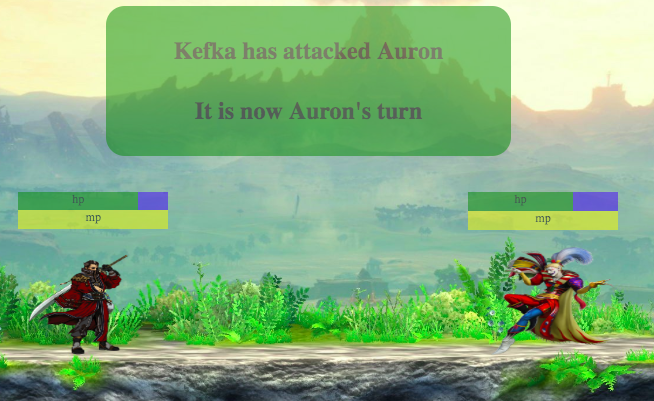 Kefka has attacked Auron
It is now Auron's turn
hp
hp
mp
mp